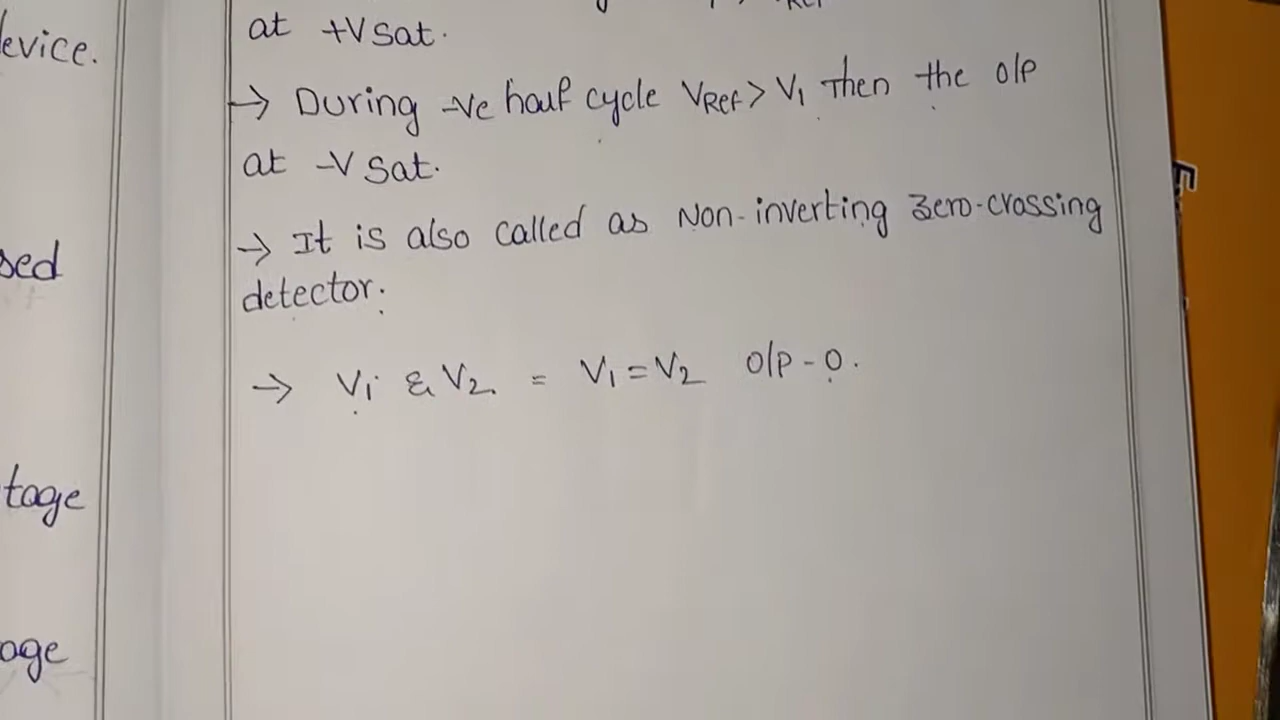 evice.
sed
tage
age
at +V Sat.
→ During -ve half cycle VRef > V1 Then the o/p
at -V Sat.
→ It is also called as Non-inverting zero-crossing
detector.
→ V1 & V2 = V1 = V2 O/P - 0.